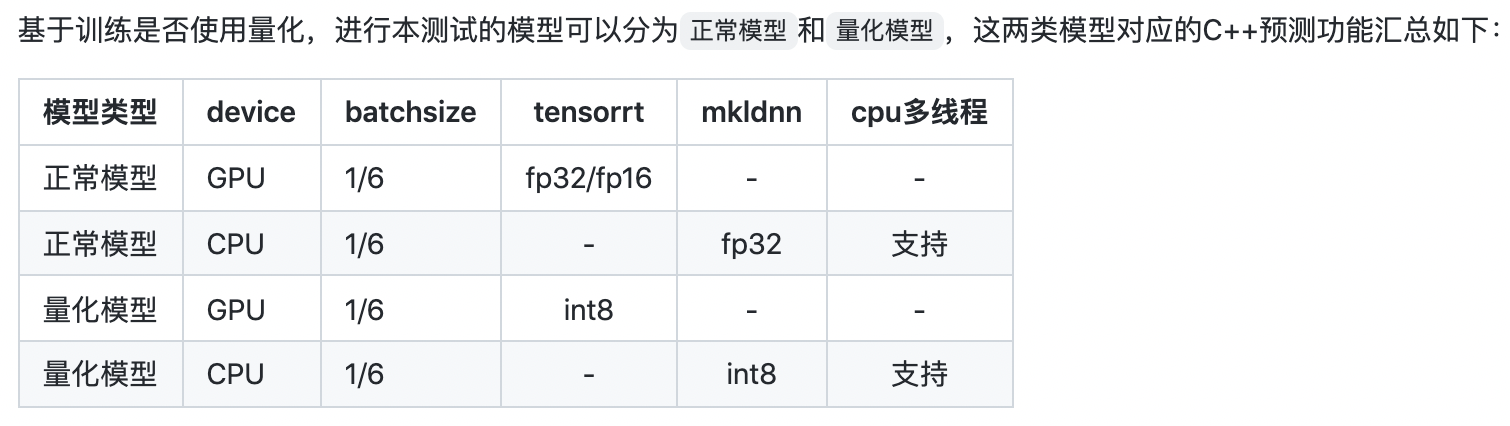 基于训练是否使用量化，进行本测试的模型可以分为正常模型和量化模型，这两类模型对应的C++预测功能汇总如下：
模型类型 device batchsize tensorrt mkldnn cpu多线程
正常模型 GPU 1/6 fp32/fp16 - -
正常模型 CPU 1/6 - fp32 支持
量化模型 GPU 1/6 int8 - -
量化模型 CPU 1/6 - int8 支持